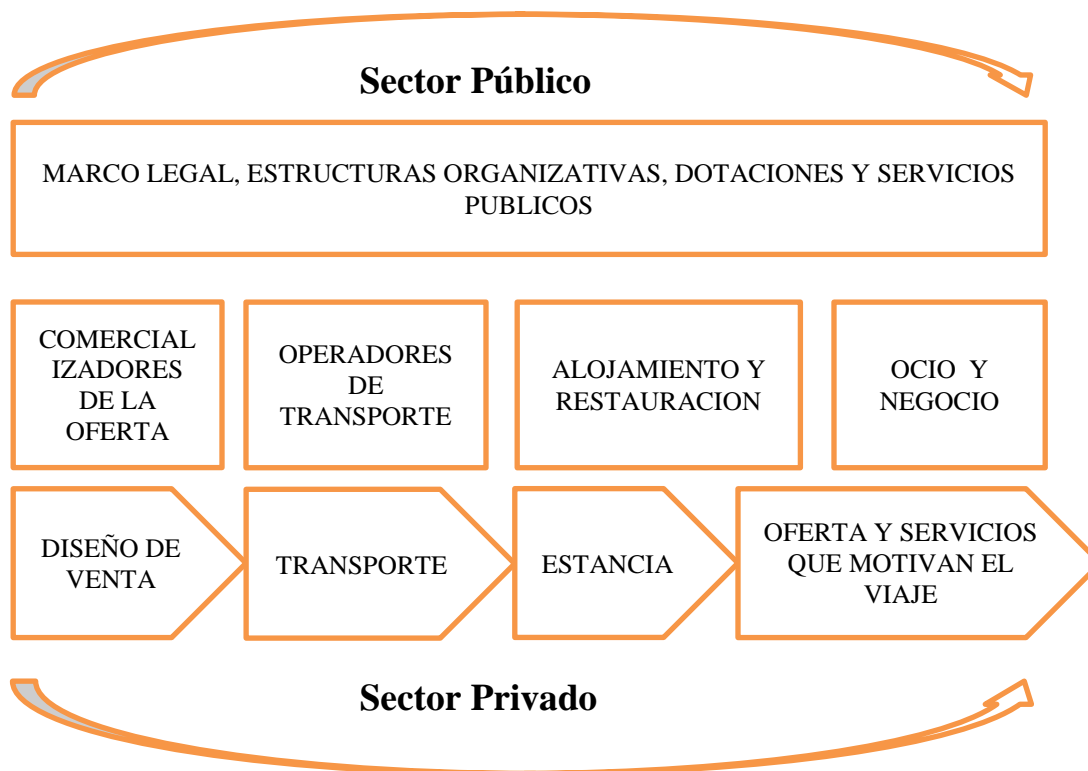 Sector Público
MARCO LEGAL, ESTRUCTURAS ORGANIZATIVAS, DOTACIONES Y SERVICIOS
PUBLICOS
COMERCIAL
IZADORES
DE LA
OFERTA
OPERADORES
DE
TRANSPORTE
ALOJAMIENTO Y
RESTAURACION
OCIO Y
NEGOCIO
DISEÑO DE
VENTA
TRANSPORTE
ESTANCIA
OFERTA Y SERVICIOS
QUE MOTIVAN EL
VIAJE
Sector Privado